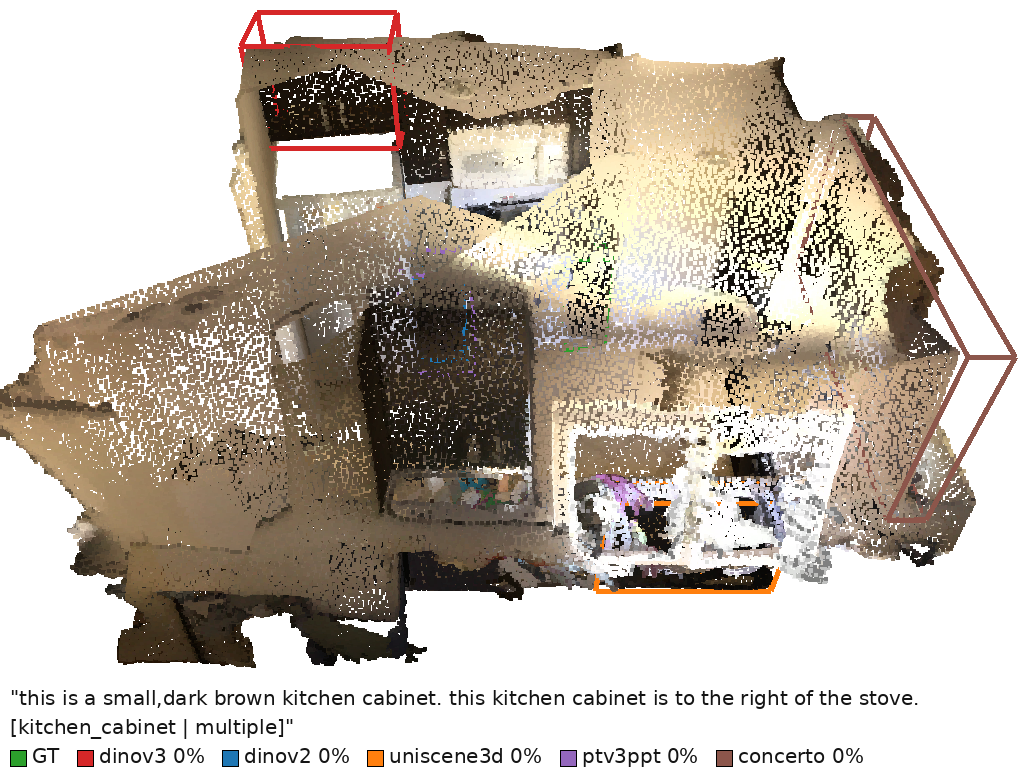 "this is a small,dark brown kitchen cabinet. this kitchen cabinet is to the right of the stove.
[kitchen_cabinet | multiple]"
GT dinov3 0% dinov2 0% uniscene3d 0% ptv3ppt 0% concerto 0%